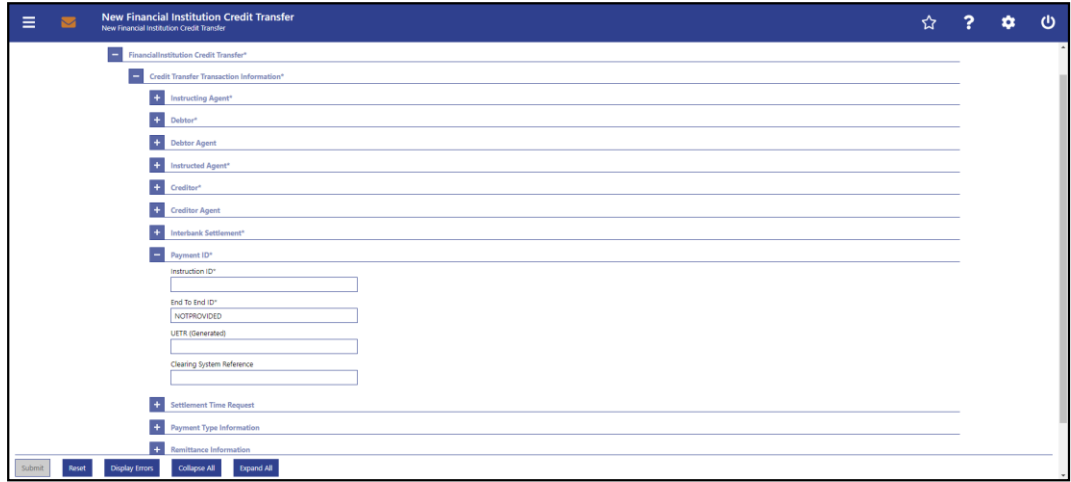 New Financial Institution Credit Transfer
New Financial Institution Credit Transfer
?
FinancialInstitution Credit Transfer*
Credit Transfer Transaction Information*
Instructing Agent*
Debtor*
Debtor Agent
Instructed Agent*
Creditor*
Creditor Agent
Interbank Settlement*
Payment ID*
Instruction ID*
End To End ID*
NOTPROVIDED
UETR (Generated)
Clearing System Reference
Settlement Time Request
Payment Type Information
Remittance Information
Submit Reset Display Errors Collapse All Expand All